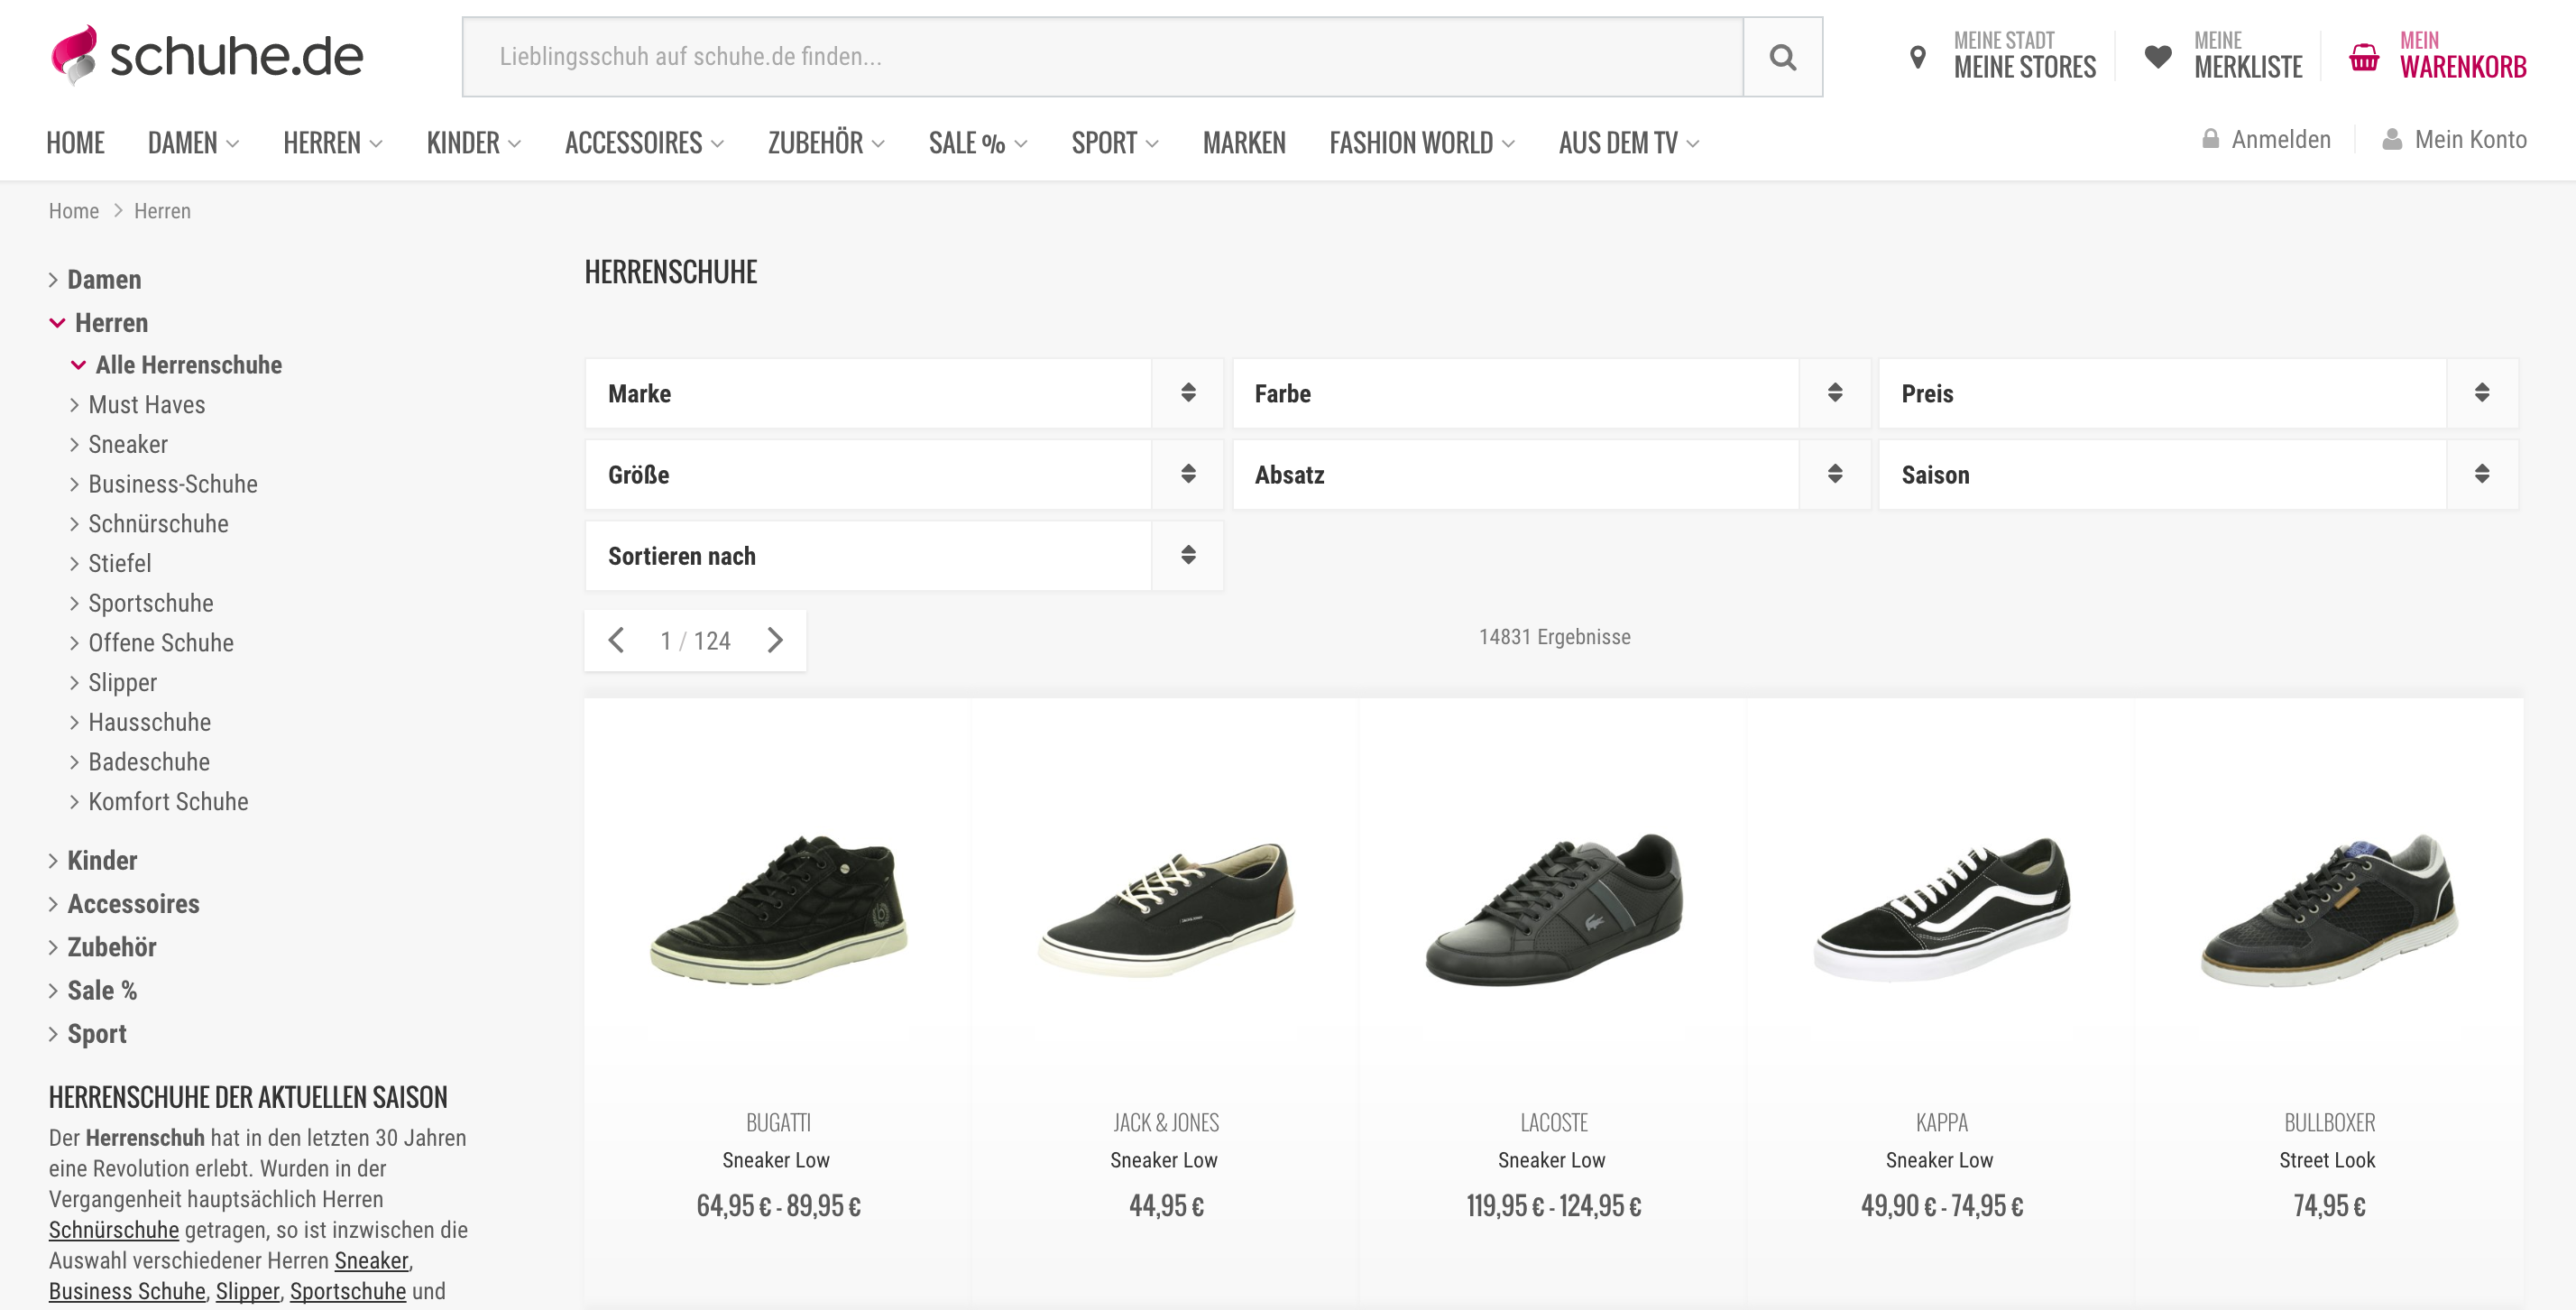 schuhe.de
Lieblingsschuh auf schuhe.de finden...
MEINE STADT
MEINE STORES
MEINE
MERKLISTE
MEIN
WARENKORB
HOME DAMEN HERREN KINDER ACCESSOIRES ZUBEHÖR SALE % SPORT MARKEN FASHION WORLD AUS DEM TV
Anmelden Mein Konto
Home > Herren
Damen
Herren
Alle Herrenschuhe
Must Haves
Sneaker
Business-Schuhe
Schnürschuhe
Stiefel
Sportschuhe
Offene Schuhe
Slipper
Hausschuhe
Badeschuhe
Komfort Schuhe
Kinder
Accessoires
Zubehör
Sale %
Sport
HERRENSCHUHE DER AKTUELLEN SAISON
Der Herrenschuh hat in den letzten 30 Jahren
eine Revolution erlebt. Wurden in der
Vergangenheit hauptsächlich Herren
Schnürschuhe getragen, so ist inzwischen die
Auswahl verschiedener Herren Sneaker,
Business Schuhe, Slipper, Sportschuhe und
HERRENSCHUHE
Marke Farbe Preis
Größe Absatz Saison
Sortieren nach
1 / 124
14831 Ergebnisse
BUGATTI
Sneaker Low
64,95 € - 89,95 €
JACK & JONES
Sneaker Low
44,95 €
LACOSTE
Sneaker Low
119,95 € - 124,95 €
KAPPA
Sneaker Low
49,90 € - 74,95 €
BULLBOXER
Street Look
74,95 €